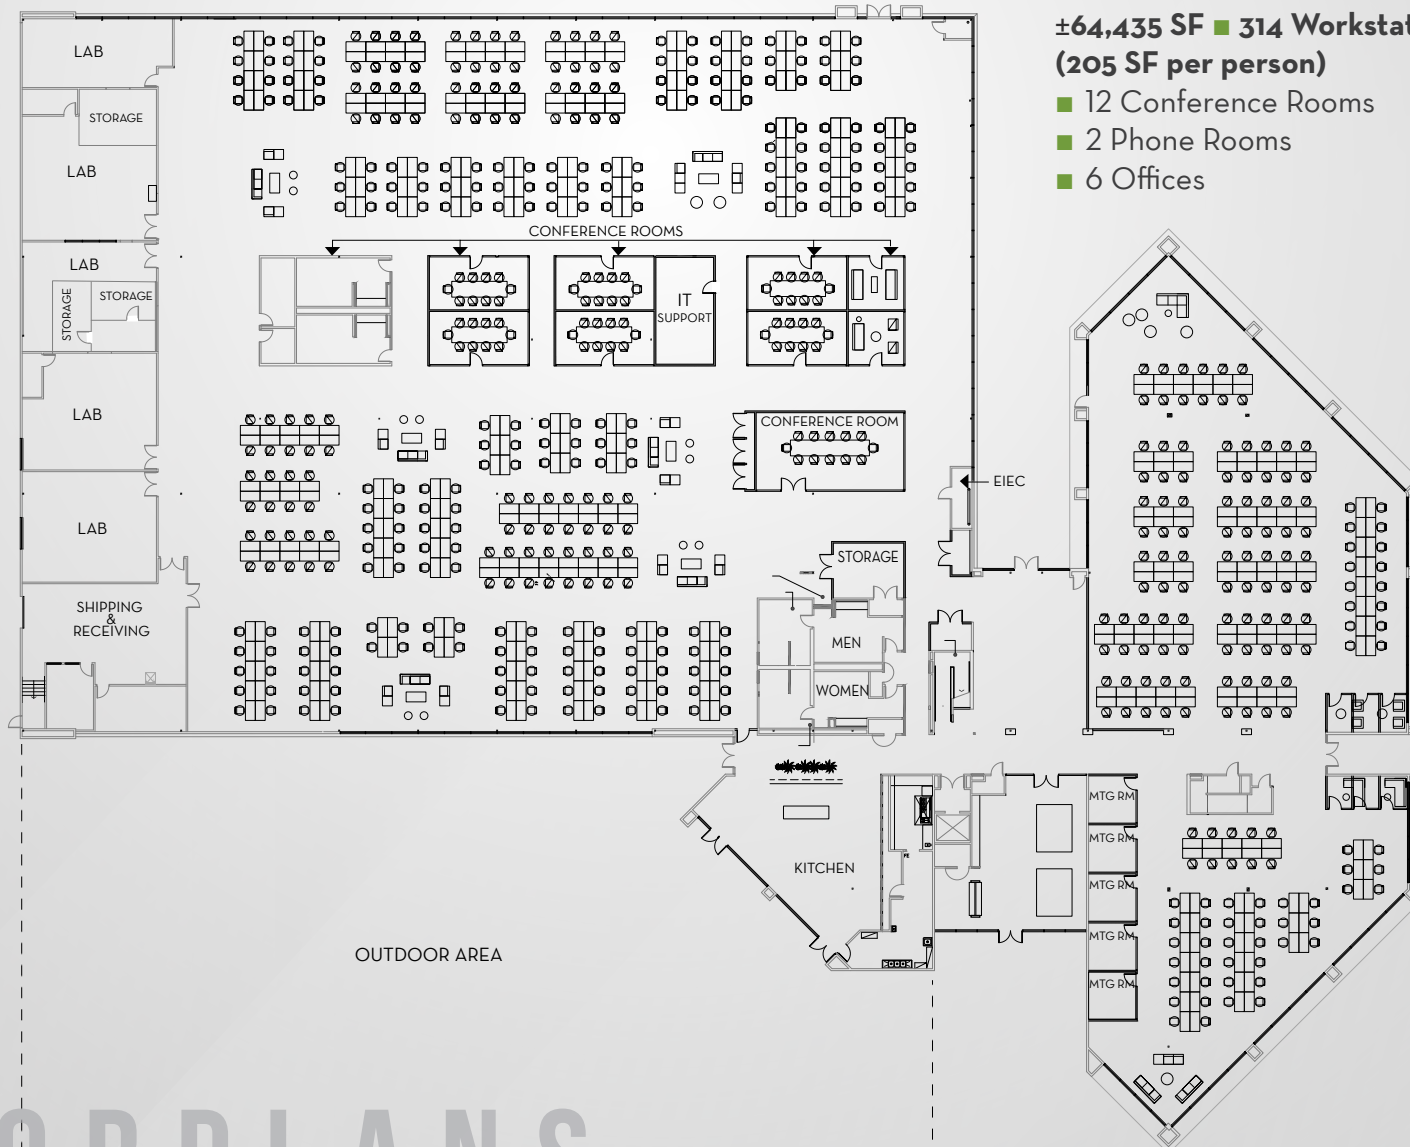 ±64,435 SF ■ 314 Workstat
(205 SF per person)
■ 12 Conference Rooms
■ 2 Phone Rooms
■ 6 Offices
LAB
STORAGE
LAB
CONFERENCE ROOMS
LAB
STORAGE
STORAGE
IT
SUPPORT
LAB
CONFERENCE ROOM
EIEC
LAB
STORAGE
SHIPPING
&
RECEIVING
MEN
WOMEN
MTG RM
MTG RM
KITCHEN
FE
MTG RM
MTG RM
OUTDOOR AREA
MTG RM
ORPLANS